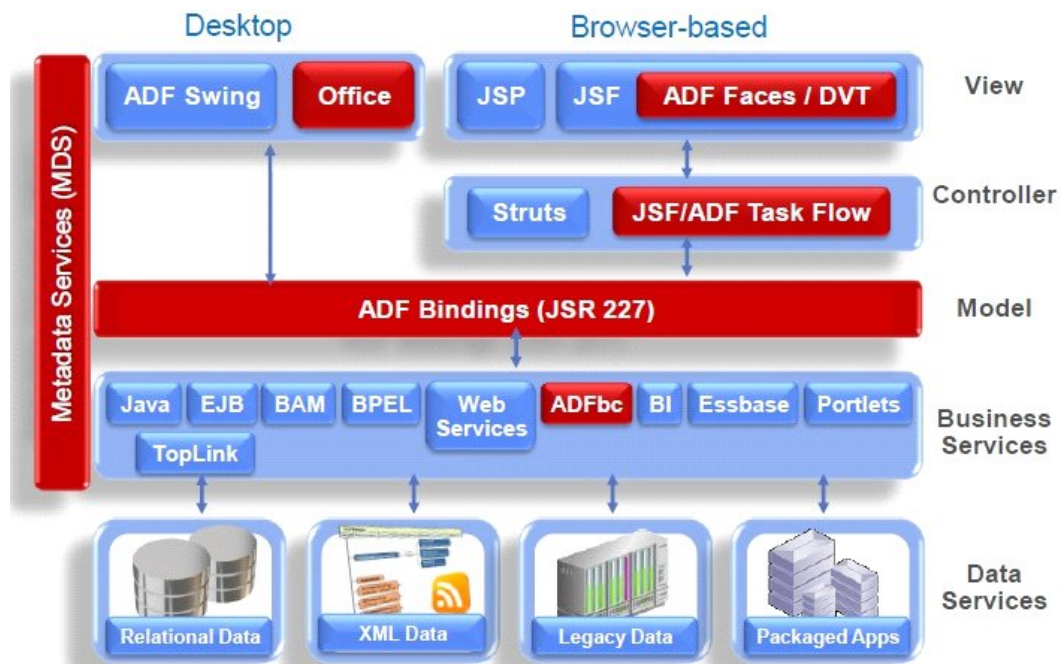 Desktop
Browser-based
Metadata Services (MDS)
ADF Swing
Office
JSP
JSF
ADF Faces / DVT
View
Struts
JSF/ADF Task Flow
Controller
ADF Bindings (JSR 227)
Model
Java
EJB
BAM
BPEL
Web
Services
ADFbc
BI
Essbase
Portlets
TopLink
Business
Services
Relational Data
XML Data
Legacy Data
Packaged Apps
Data
Services